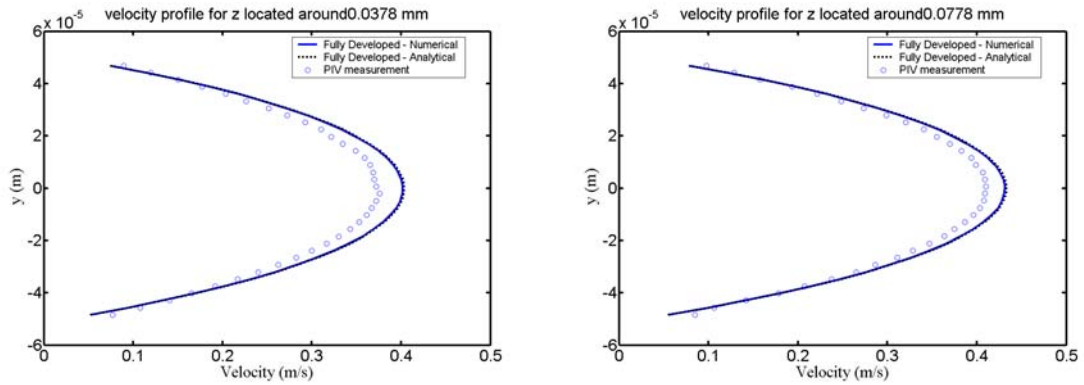 velocity profile for z located around0.0378 mm
x 10⁻⁵
6
4
2
0
-2
-4
-6
y (m)
Fully Developed - Numerical
Fully Developed - Analytical
PIV measurement
0
0.1
0.2
0.3
0.4
0.5
Velocity (m/s)
velocity profile for z located around0.0778 mm
x 10⁻⁵
6
4
2
0
-2
-4
-6
y (m)
Fully Developed - Numerical
Fully Developed - Analytical
PIV measurement
0
0.1
0.2
0.3
0.4
0.5
Velocity (m/s)